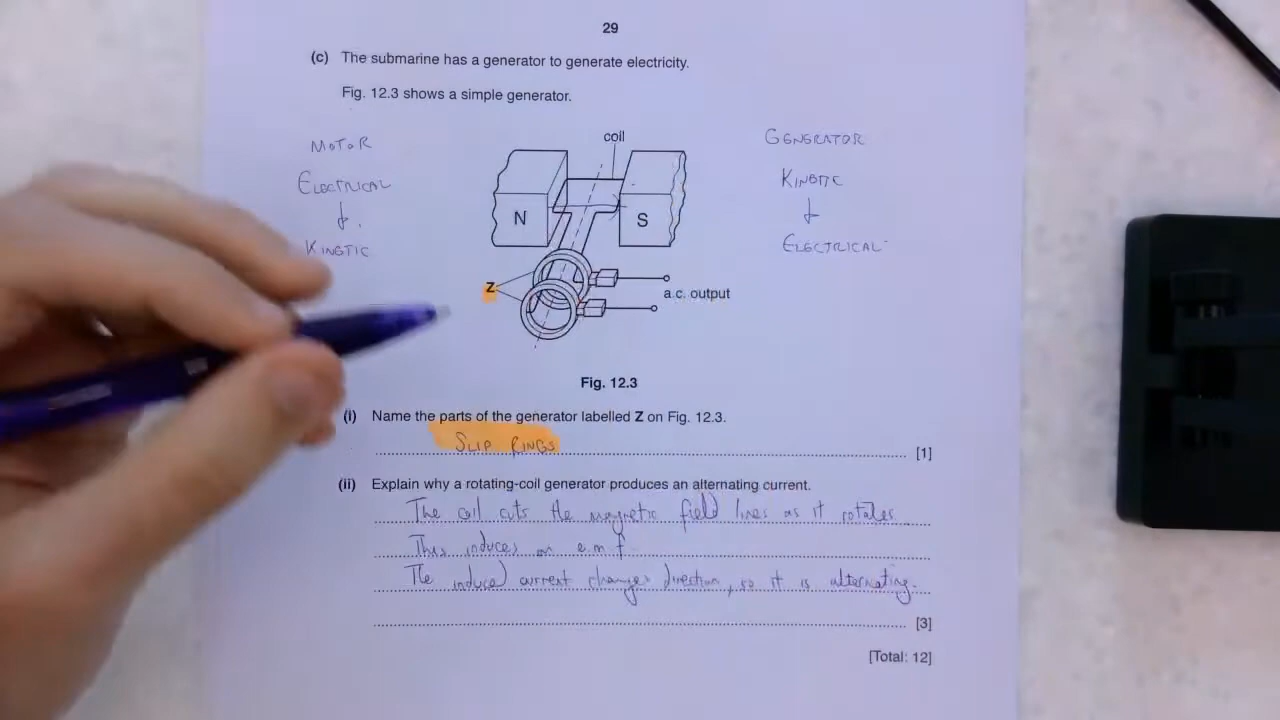 29
(c) The submarine has a generator to generate electricity.
Fig. 12.3 shows a simple generator.
MOTOR
ELECTRICAL
KINETIC
coil
N
S
Z
a.c. output
GENERATOR
KINETIC
ELECTRICAL
Fig. 12.3
(i) Name the parts of the generator labelled Z on Fig. 12.3.
SLIP RINGS
[1]
(ii) Explain why a rotating-coil generator produces an alternating current.
The coil cuts the magnetic field lines as it rotates
This induces an e.m.f.
The induced current changes direction, so it is alternating.
[3]
[Total: 12]